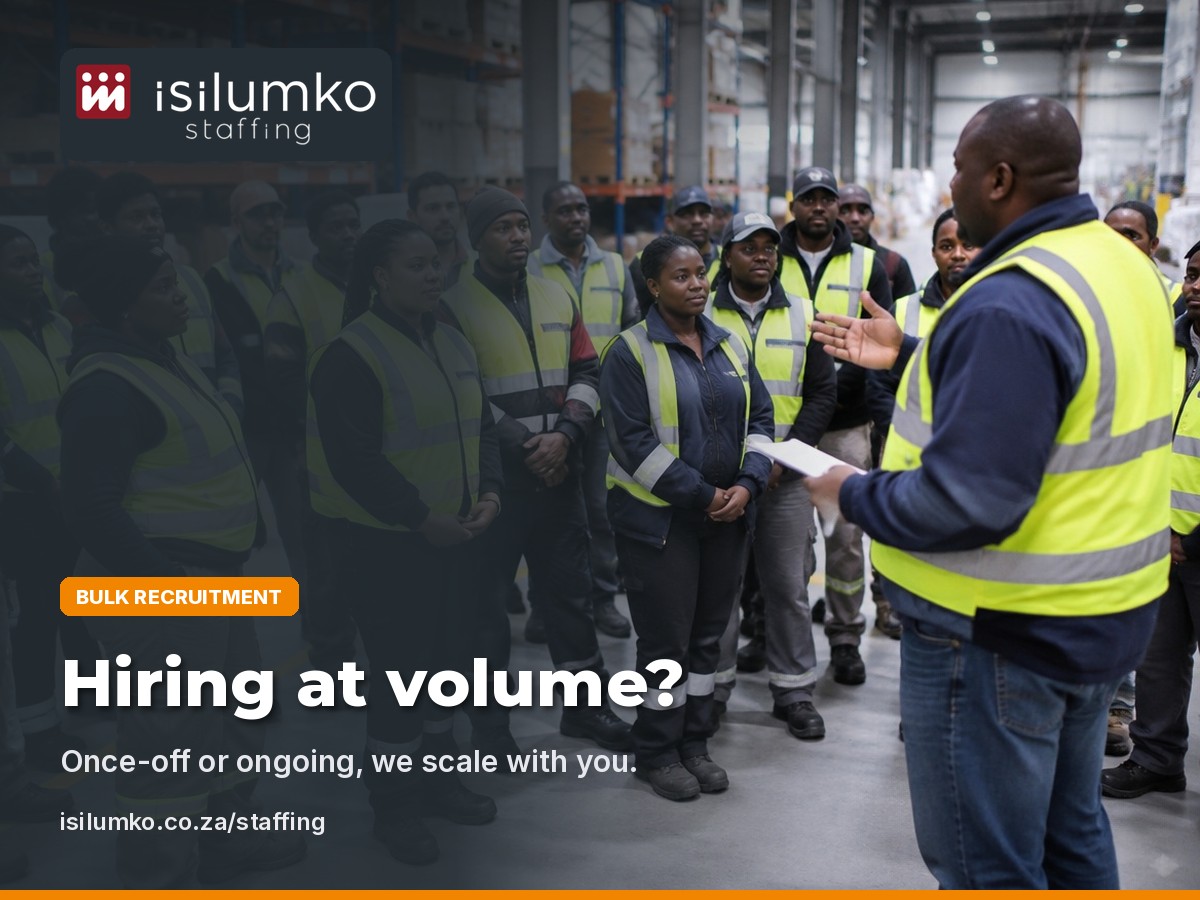 isilumko
staffing
BULK RECRUITMENT
Hiring at volume?
Once-off or ongoing, we scale with you.
isilumko.co.za/staffing